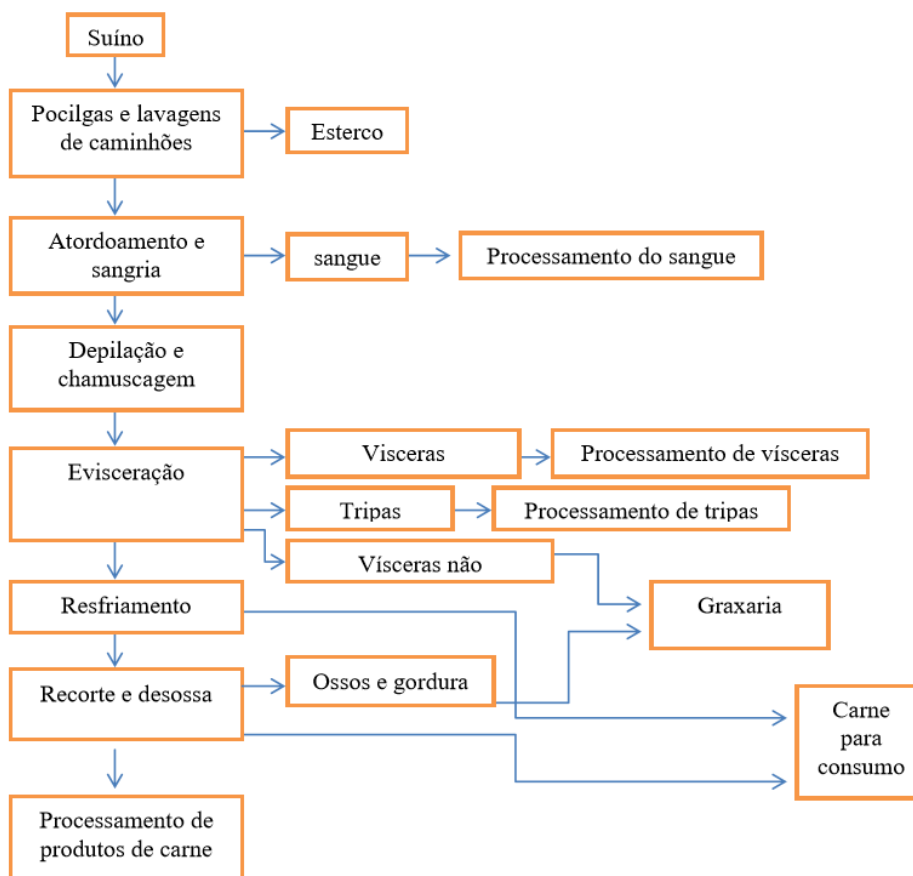 Suíno
Pocilgas e lavagens
de caminhões
Esterco
Atordoamento e
sangria
sangue
Processamento do sangue
Depilação e
chamuscagem
Evisceração
Visceras
Processamento de vísceras
Tripas
Processamento de tripas
Vísceras não
Graxaria
Resfriamento
Recorte e desossa
Ossos e gordura
Carne
para
consumo
Processamento de
produtos de carne